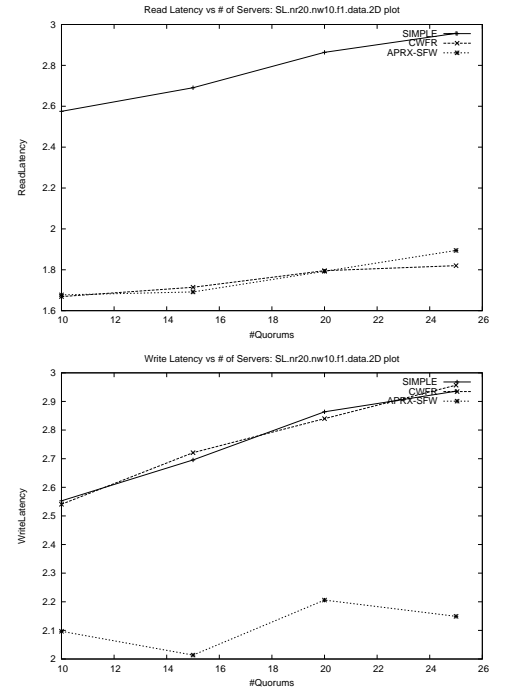 Read Latency vs # of Servers: SL.nr20.nw10.f1.data.2D plot
3
2.8
2.6
2.4
2.2
2
1.8
1.6
ReadLatency
SIMPLE
CWFR
APRX-SFW
10 12 14 16 18 20 22 24 26
#Quorums
Write Latency vs # of Servers: SL.nr20.nw10.f1.data.2D plot
3
2.9
2.8
2.7
2.6
2.5
2.4
2.3
2.2
2.1
2
WriteLatency
SIMPLE
CWFR
APRX-SFW
10 12 14 16 18 20 22 24 26
#Quorums